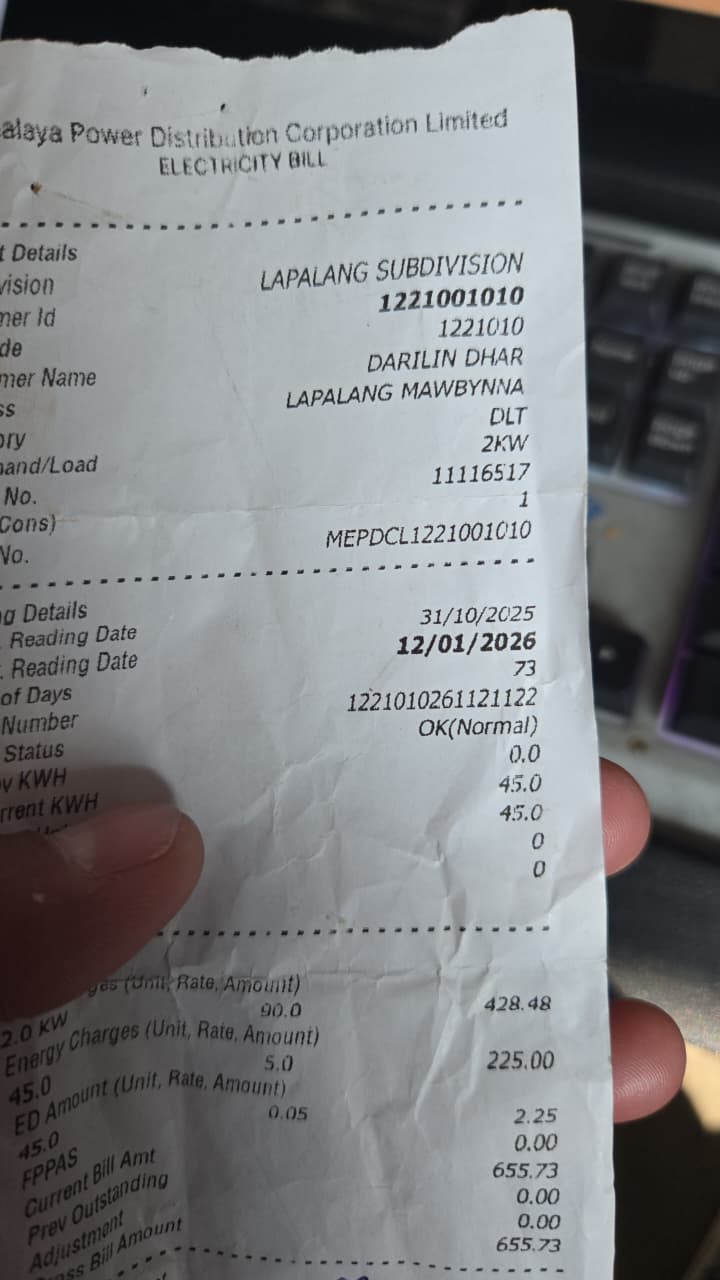 alaya Power Distribution Corporation Limited
ELECTRICITY BILL
t Details
vision LAPALANG SUBDIVISION
mer Id 1221001010
de 1221010
mer Name DARILIN DHAR
ss LAPALANG MAWBYNNA
ory DLT
mand/Load 2KW
No. 11116517
Cons) 1
No. MEPDCL1221001010
g Details
Reading Date 31/10/2025
. Reading Date 12/01/2026
of Days 73
Number 1221010261121122
Status OK(Normal)
v KWH 0.0
rrent KWH 45.0
45.0
0
0
ges (Unit, Rate, Amount)
2.0 KW 90.0 428.48
Energy Charges (Unit, Rate, Amount)
45.0 5.0 225.00
ED Amount (Unit, Rate, Amount)
45.0 0.05 2.25
FPPAS 0.00
Current Bill Amt 655.73
Prev Outstanding 0.00
Adjustment 0.00
ss Bill Amount 655.73